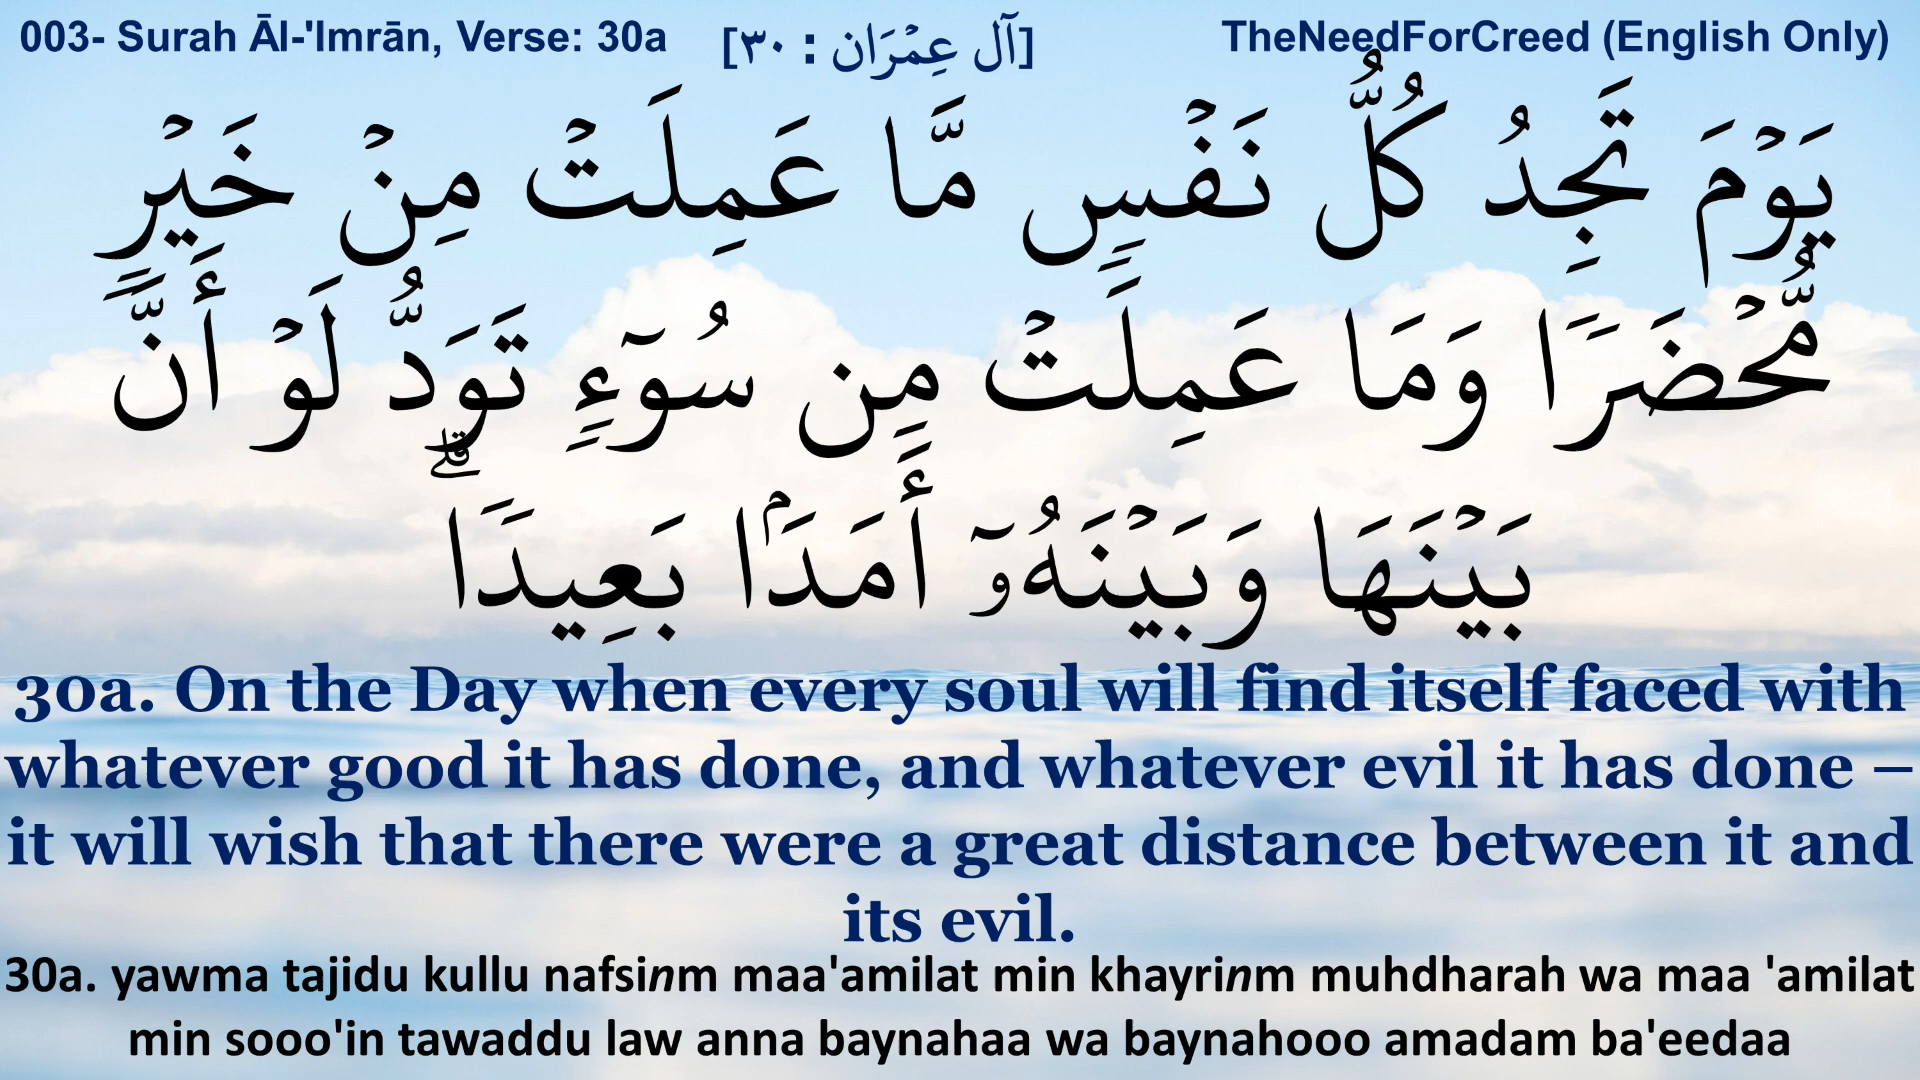 003- Surah Āl-'Imrān, Verse: 30a [آل عِمْرَان : ٣٠] TheNeedForCreed (English Only)
يَوْمَ تَجِدُ كُلُّ نَفْسٍ مَّا عَمِلَتْ مِنْ خَيْرٍ
مُّحْضَرًا وَمَا عَمِلَتْ مِن سُوٓءٍ تَوَدُّ لَوْ أَنَّ
بَيْنَهَا وَبَيْنَهُۥٓ أَمَدًۢا بَعِيدًا ۗ
30a. On the Day when every soul will find itself faced with
whatever good it has done, and whatever evil it has done –
it will wish that there were a great distance between it and
its evil.
30a. yawma tajidu kullu nafsinm maa'amilat min khayrinm muhdharah wa maa 'amilat
min sooo'in tawaddu law anna baynahaa wa baynahooo amadam ba'eedaa